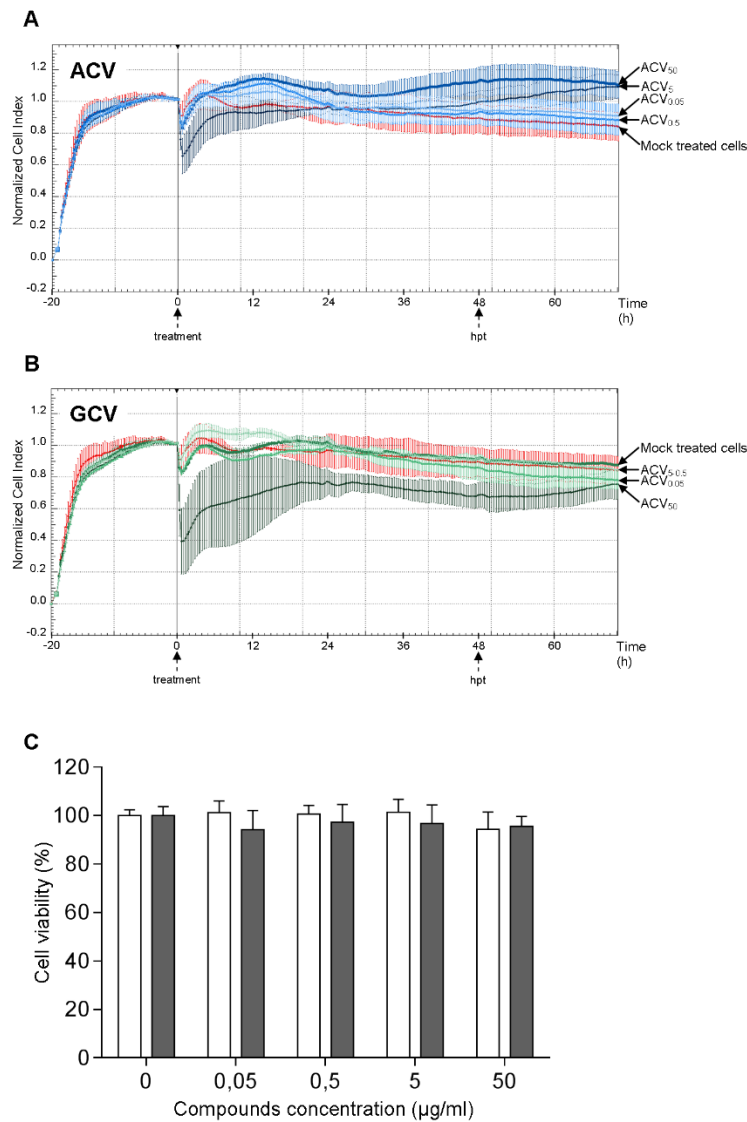 A
ACV
Normalized Cell Index
1.2
1.0
0.8
0.6
0.4
0.2
0.0
-0.2
-20 0 12 24 36 48 60 Time (h)
treatment hpt
ACV50
ACV5
ACV0.05
ACV0.5
Mock treated cells
B
GCV
Normalized Cell Index
1.2
1.0
0.8
0.6
0.4
0.2
0.0
-0.2
-20 0 12 24 36 48 60 Time (h)
treatment hpt
Mock treated cells
ACV5-0.5
ACV0.05
ACV50
C
Cell viability (%)
120
100
80
60
40
20
0
0 0,05 0,5 5 50
Compounds concentration (µg/ml)